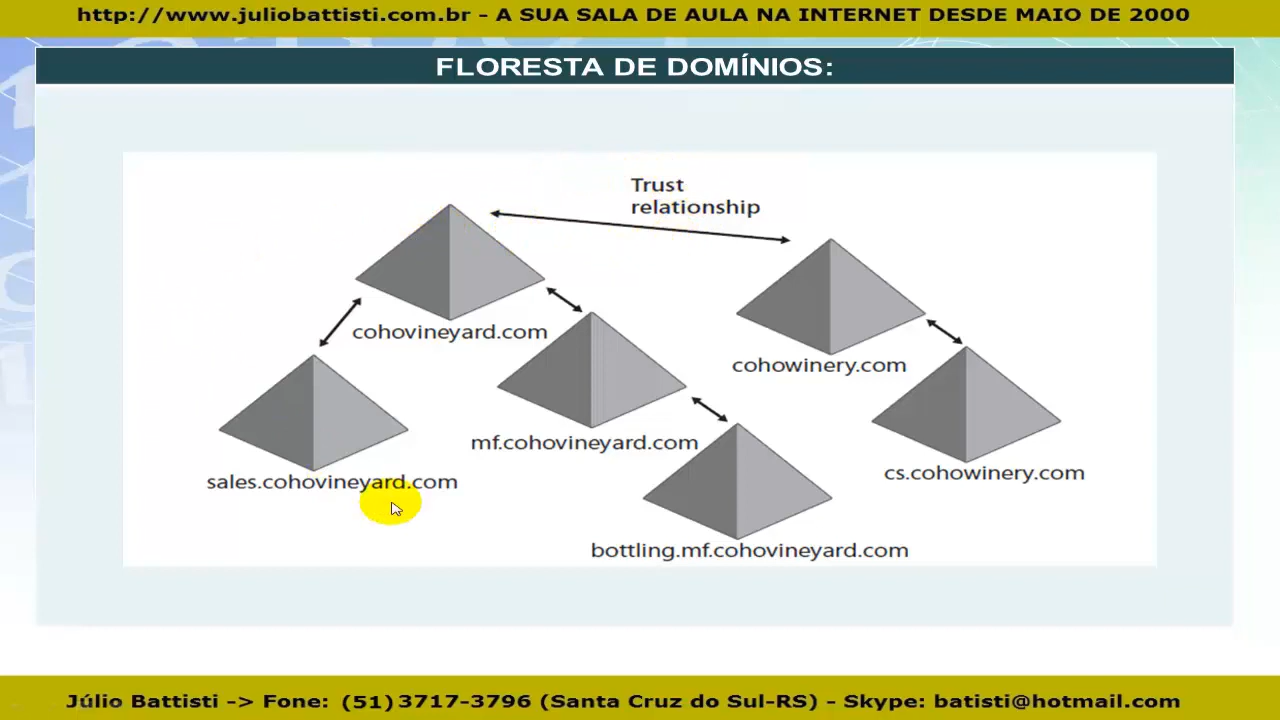 http://www.juliobattisti.com.br - A SUA SALA DE AULA NA INTERNET DESDE MAIO DE 2000
FLORESTA DE DOMÍNIOS:
Trust
relationship
cohovineyard.com
cohowinery.com
mf.cohovineyard.com
cs.cohowinery.com
sales.cohovineyard.com
bottling.mf.cohovineyard.com
Júlio Battisti -> Fone: (51) 3717-3796 (Santa Cruz do Sul-RS) - Skype: batisti@hotmail.com